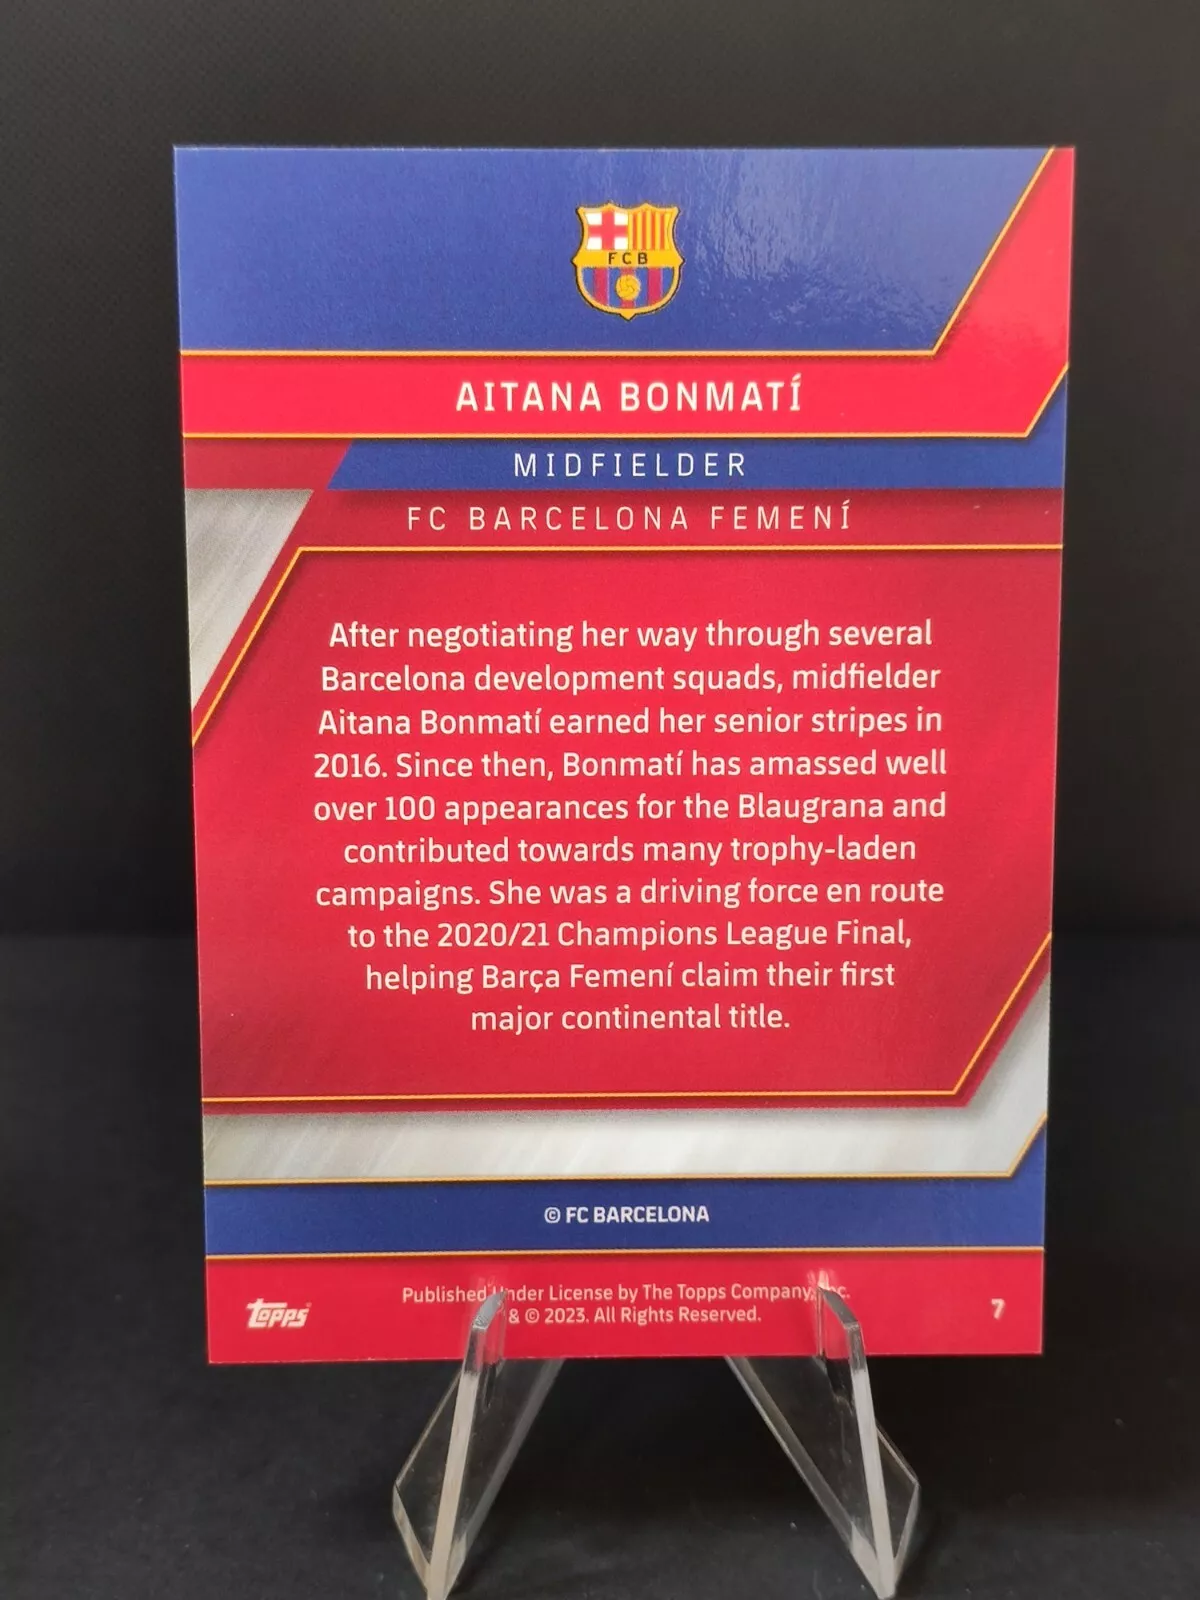 FCB
AITANA BONMATÍ
MIDFIELDER
FC BARCELONA FEMENÍ
After negotiating her way through several
Barcelona development squads, midfielder
Aitana Bonmatí earned her senior stripes in
2016. Since then, Bonmatí has amassed well
over 100 appearances for the Blaugrana and
contributed towards many trophy-laden
campaigns. She was a driving force en route
to the 2020/21 Champions League Final,
helping Barça Femení claim their first
major continental title.
© FC BARCELONA
Published Under License by The Topps Company, Inc.
& © 2023. All Rights Reserved.
topps
7